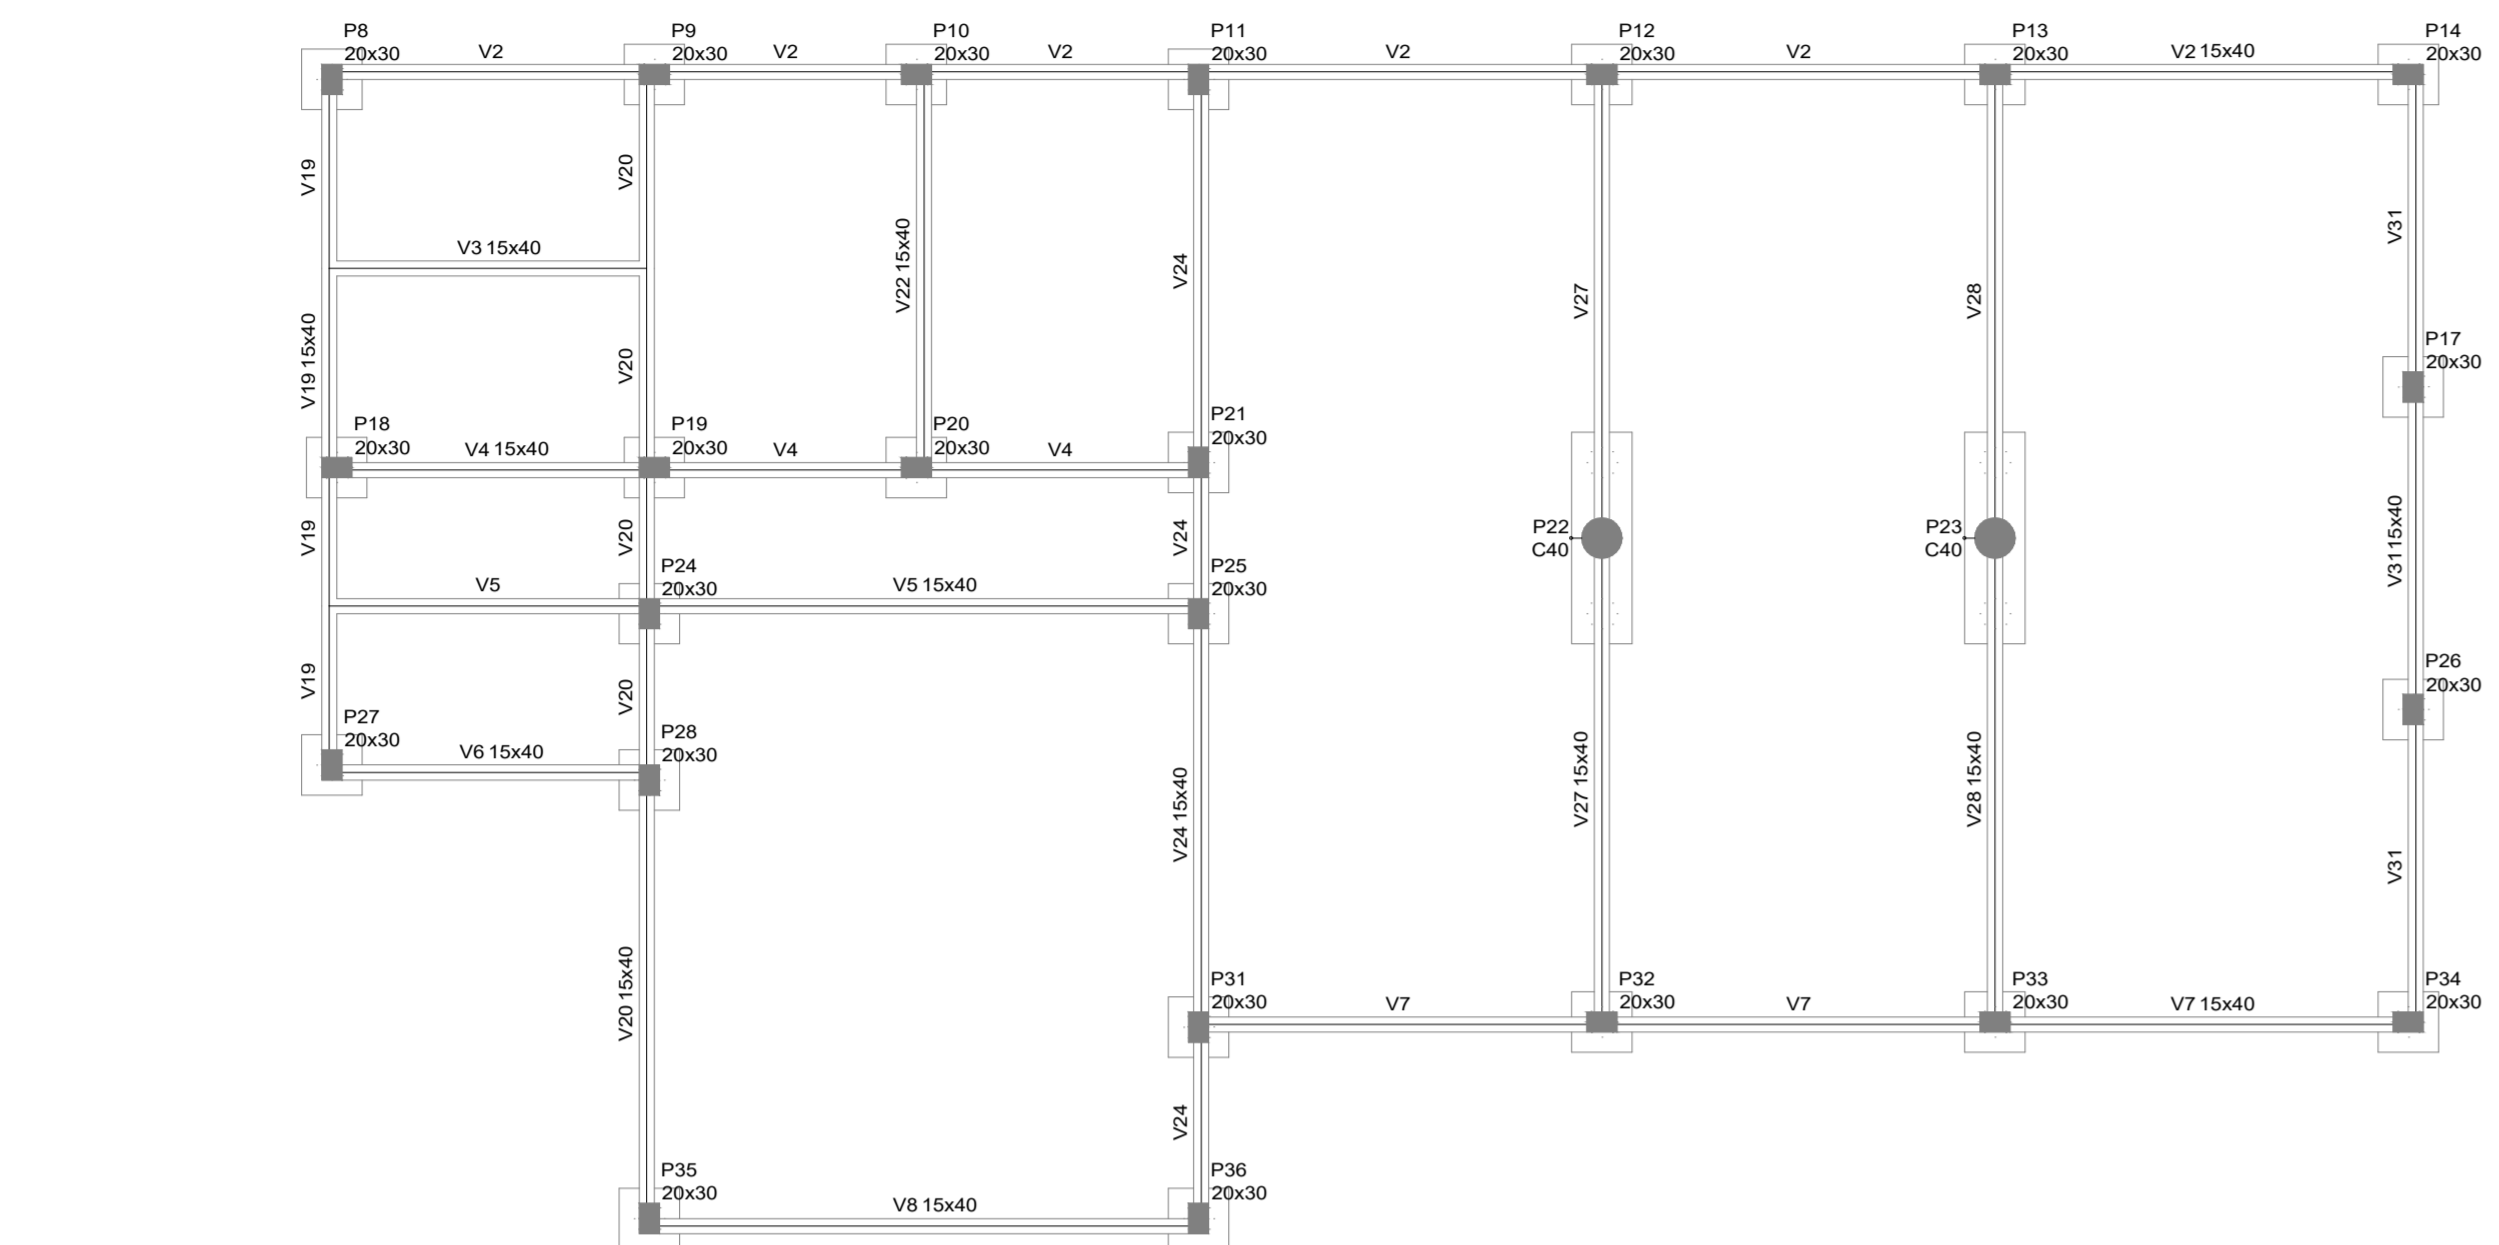 P8
20x30
V2
P9
20x30
V2
P10
20x30
V2
P11
20x30
V2
P12
20x30
V2
P13
20x30
V2 15x40
P14
20x30
V19
V20
V3 15x40
V22 15x40
V24
V27
V28
V31
V19 15x40
V20
P17
20x30
P18
20x30
V4 15x40
P19
20x30
V4
P20
20x30
V4
P21
20x30
V19
V20
V24
P22
C40
P23
C40
V31 15x40
V5
P24
20x30
V5 15x40
P25
20x30
V19
V20
P26
20x30
P27
20x30
V6 15x40
P28
20x30
V24 15x40
V27 15x40
V28 15x40
V31
V20 15x40
P31
20x30
V7
P32
20x30
V7
P33
20x30
V7 15x40
P34
20x30
V24
P35
20x30
V8 15x40
P36
20x30